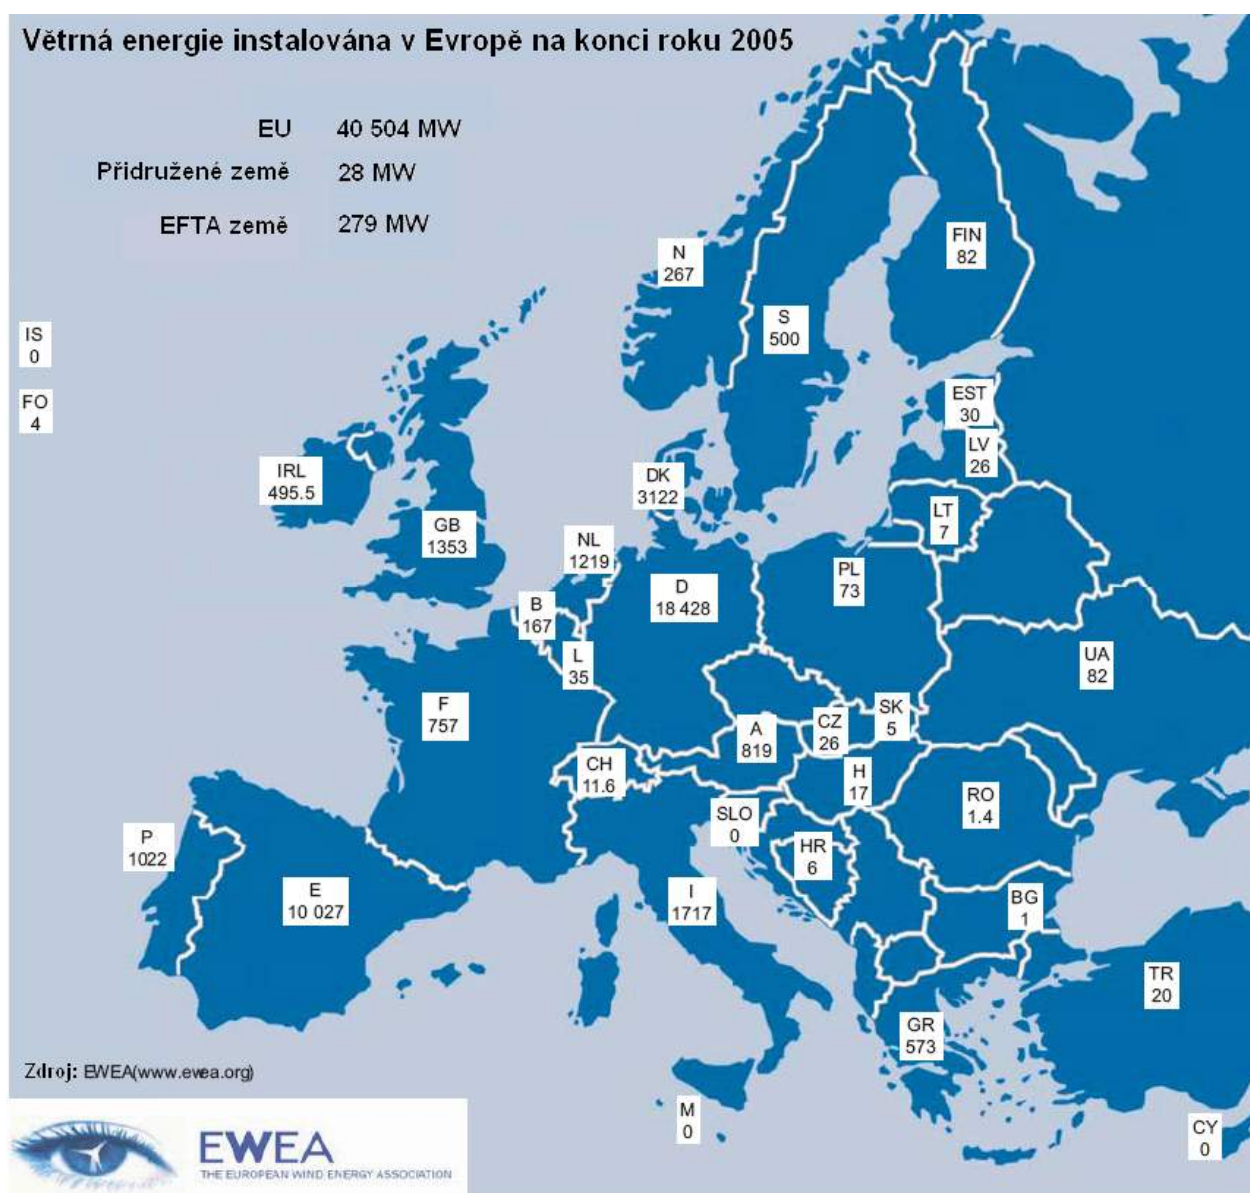 Větrná energie instalována v Evropě na konci roku 2005
EU 40 504 MW
Přidružené země 28 MW
EFTA země 279 MW
N
267
FIN
82
S
500
IS
0
FO
4
EST
30
LV
26
IRL
495.5
DK
3122
LT
7
GB
1353
NL
1219
PL
73
D
18 428
B
167
L
35
UA
82
F
757
SK
5
CZ
26
A
819
CH
11.6
H
17
RO
1.4
SLO
0
HR
6
P
1022
E
10 027
I
1717
BG
1
TR
20
GR
573
Zdroj: EWEA(www.ewea.org)
M
0
CY
0
EWEA
THE EUROPEAN WIND ENERGY ASSOCIATION